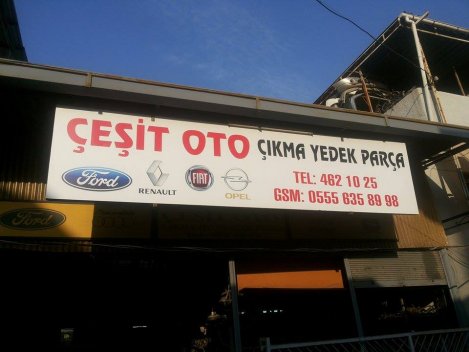 ÇEŞİT OTO ÇIKMA YEDEK PARÇA
Ford RENAULT FIAT OPEL
TEL: 462 10 25
GSM: 0555 635 89 98
Ford